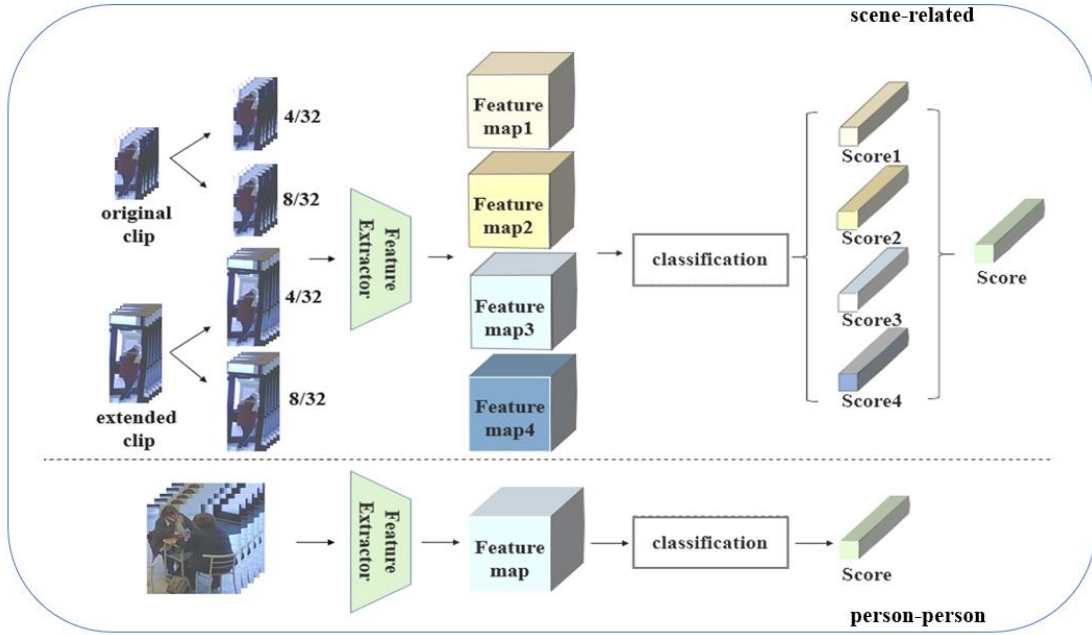 scene-related
4/32
8/32
original
clip
4/32
8/32
extended
clip
Feature
Extractor
Feature
map1
Feature
map2
Feature
map3
Feature
map4
classification
Score1
Score2
Score3
Score4
Score
Feature
Extractor
Feature
map
classification
Score
person-person